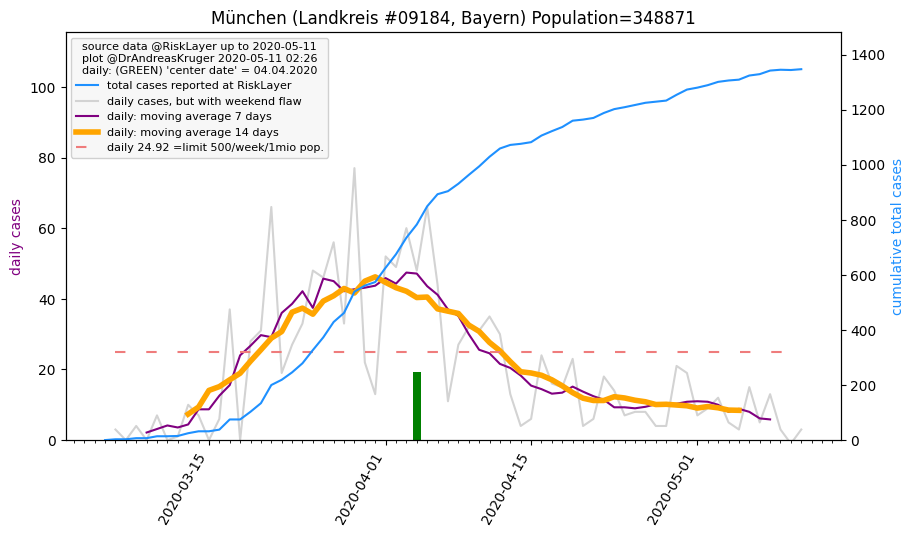 München (Landkreis #09184, Bayern) Population=348871
source data @RiskLayer up to 2020-05-11
plot @DrAndreasKruger 2020-05-11 02:26
daily: (GREEN) 'center date' = 04.04.2020
total cases reported at RiskLayer
daily cases, but with weekend flaw
daily: moving average 7 days
daily: moving average 14 days
daily 24.92 =limit 500/week/1mio pop.
daily cases
100
80
60
40
20
0
1400
1200
1000
800
600
400
200
0
cumulative total cases
2020-03-15
2020-04-01
2020-04-15
2020-05-01